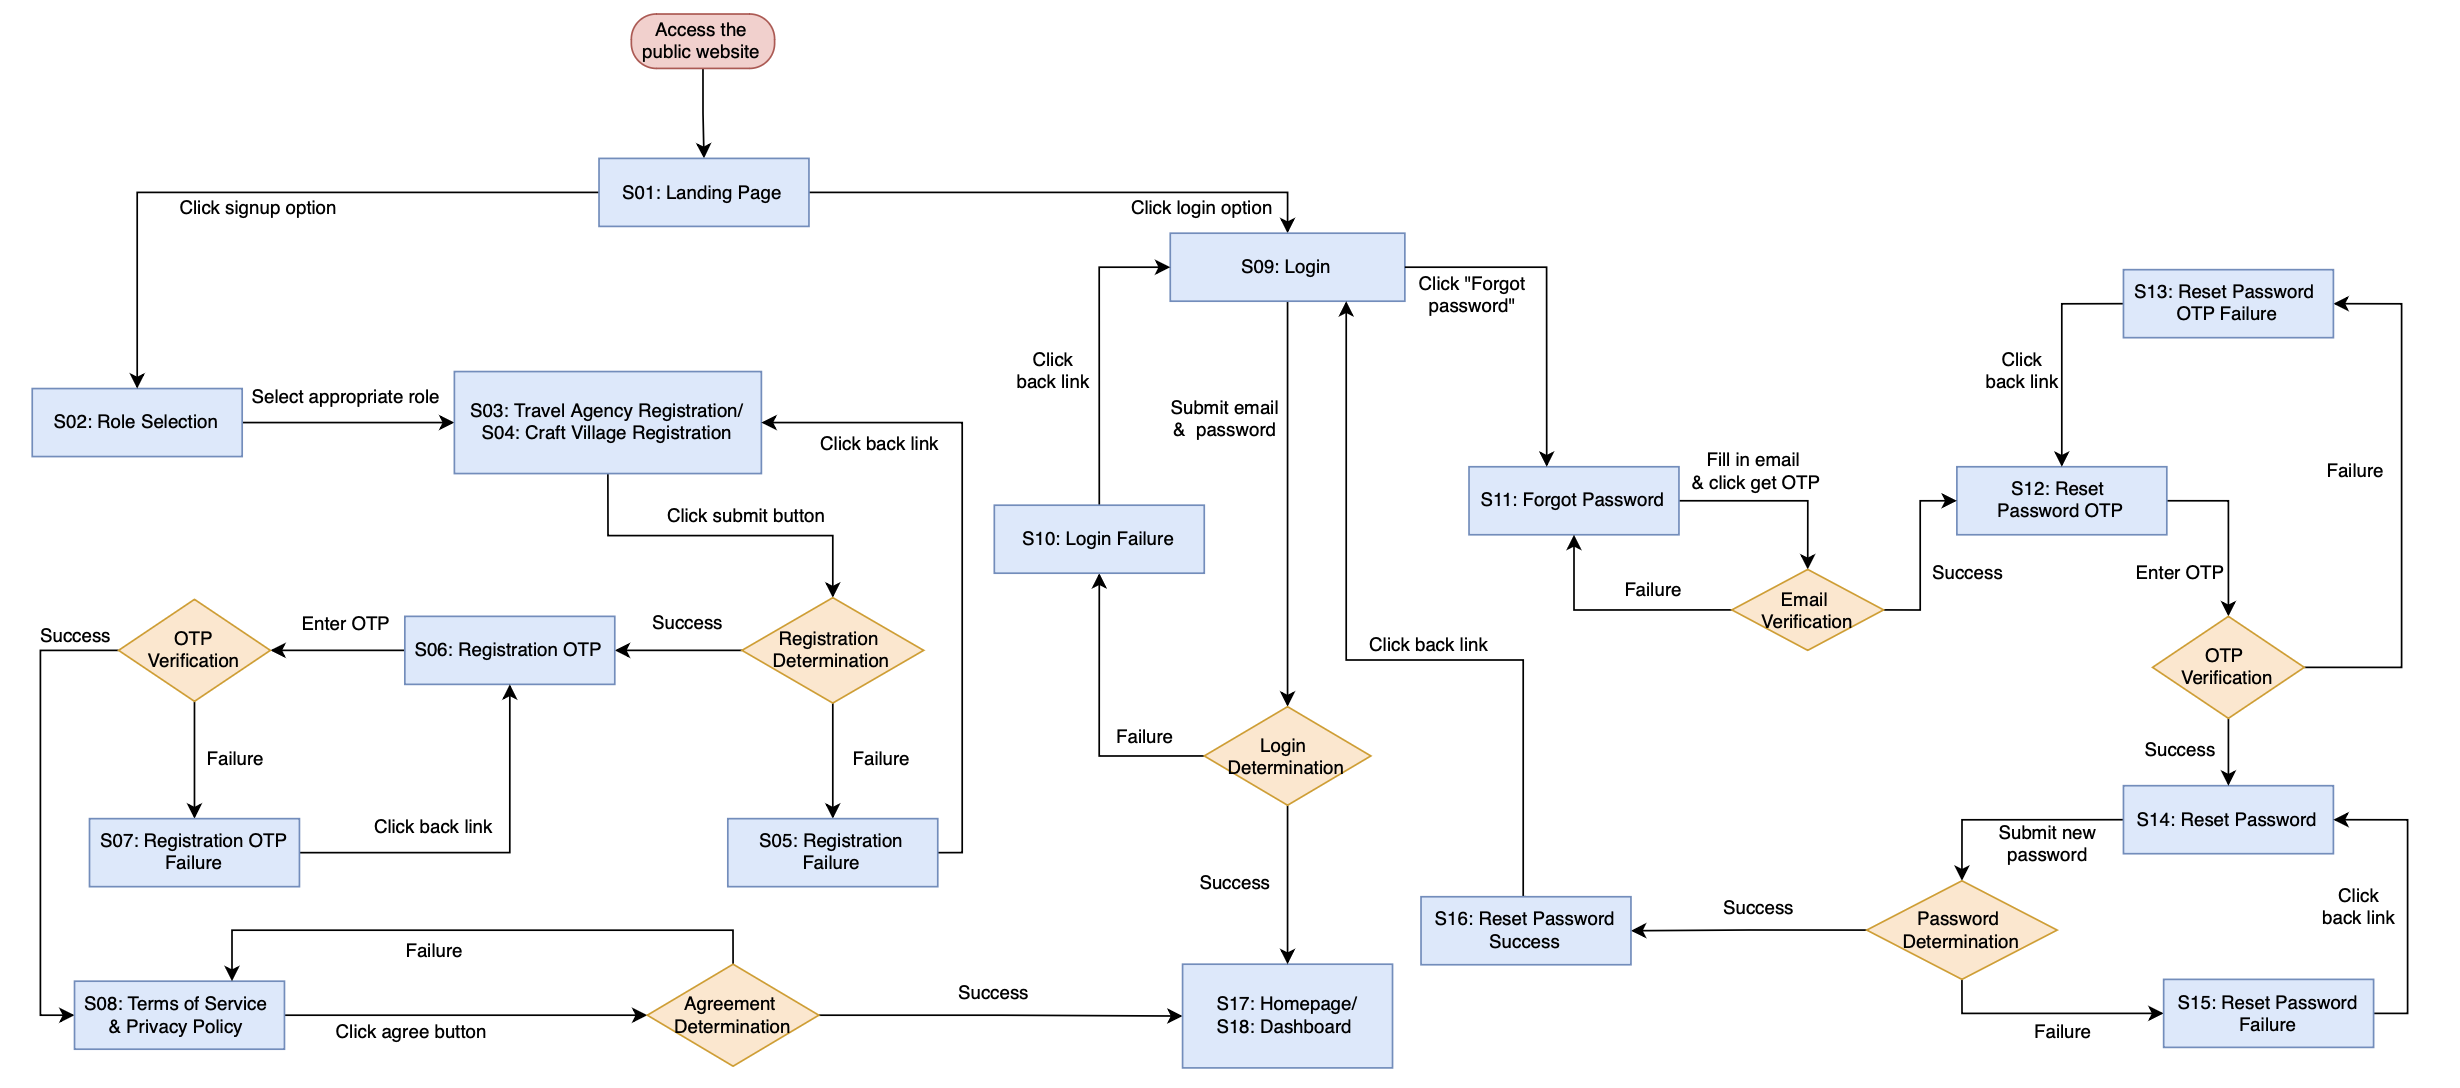 Access the
public website
S01: Landing Page
Click signup option
Click login option
S09: Login
Click "Forgot
password"
S13: Reset Password
OTP Failure
Click
back link
Click
back link
S02: Role Selection
Select appropriate role
S03: Travel Agency Registration/
S04: Craft Village Registration
Click back link
Submit email
& password
Fill in email
& click get OTP
Failure
S11: Forgot Password
S12: Reset
Password OTP
Click submit button
S10: Login Failure
Enter OTP
Success
Failure
Email
Verification
Success
OTP
Verification
Enter OTP
S06: Registration OTP
Success
Registration
Determination
Click back link
OTP
Verification
Failure
Failure
Failure
Login
Determination
Success
S07: Registration OTP
Failure
Click back link
S05: Registration
Failure
S14: Reset Password
Submit new
password
Success
Click
back link
S16: Reset Password
Success
Success
Password
Determination
Failure
S08: Terms of Service
& Privacy Policy
Click agree button
Agreement
Determination
Success
S17: Homepage/
S18: Dashboard
Failure
S15: Reset Password
Failure